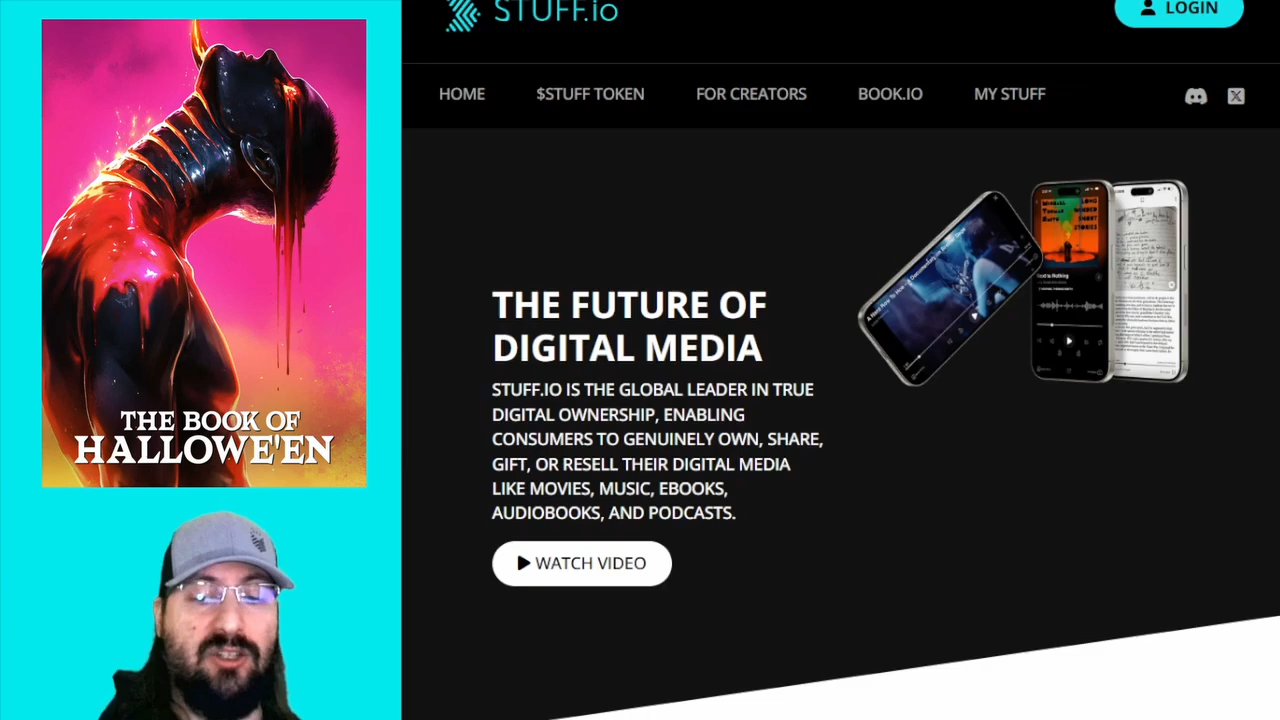 THE BOOK OF
HALLOWE'EN
STUFF.io
LOGIN
HOME
$STUFF TOKEN
FOR CREATORS
BOOK.IO
MY STUFF
THE FUTURE OF
DIGITAL MEDIA
STUFF.IO IS THE GLOBAL LEADER IN TRUE
DIGITAL OWNERSHIP, ENABLING
CONSUMERS TO GENUINELY OWN, SHARE,
GIFT, OR RESELL THEIR DIGITAL MEDIA
LIKE MOVIES, MUSIC, EBOOKS,
AUDIOBOOKS, AND PODCASTS.
WATCH VIDEO